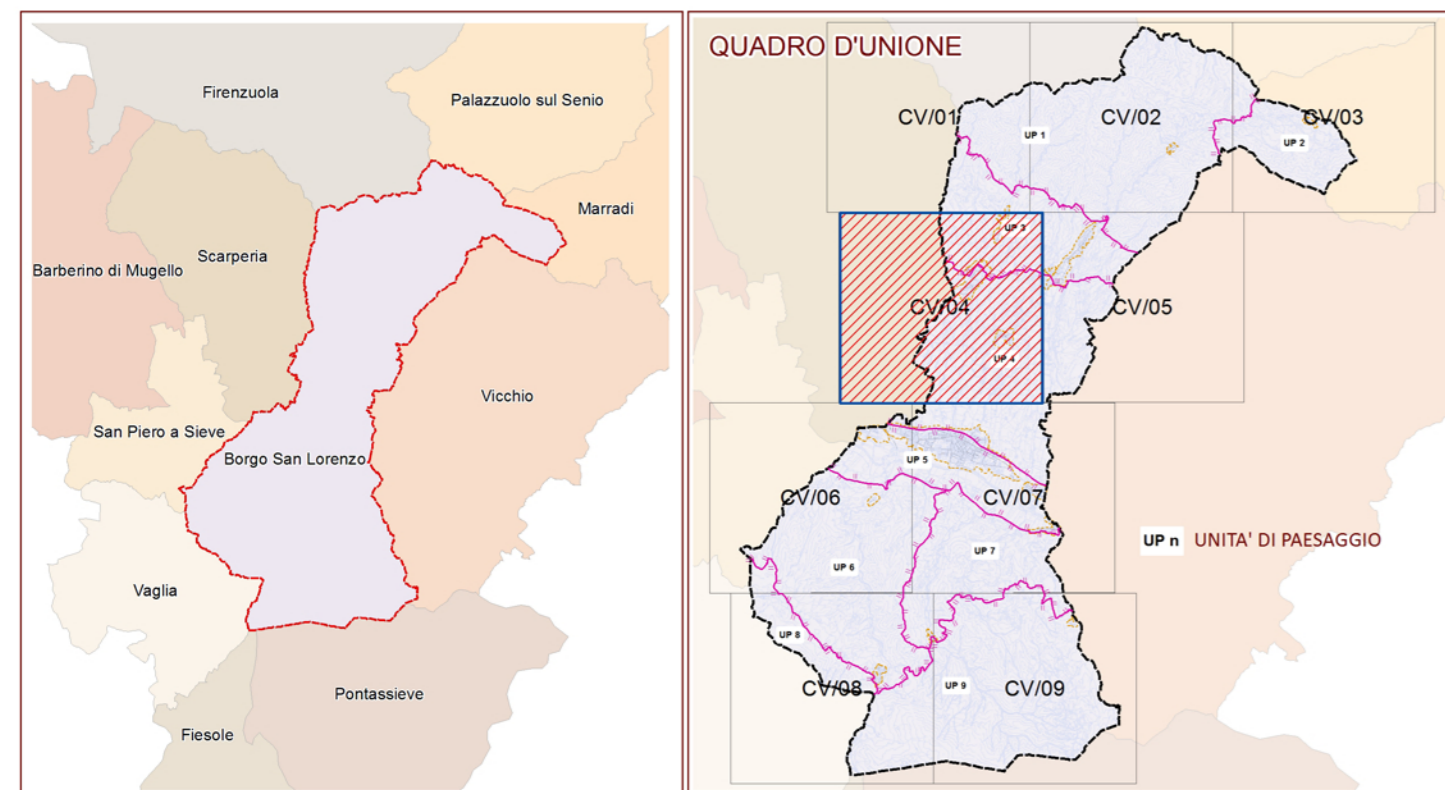 Firenzuola
Palazzuolo sul Senio
Marradi
Scarperia
Barberino di Mugello
Vicchio
San Piero a Sieve
Borgo San Lorenzo
Vaglia
Pontassieve
Fiesole
QUADRO D'UNIONE
CV/01
CV/02
CV/03
UP 1
UP 2
UP 3
CV/04
CV/05
UP 4
UP 5
CV/06
CV/07
UP n UNITA' DI PAESAGGIO
UP 7
UP 6
UP 8
CV/08
UP 9
CV/09